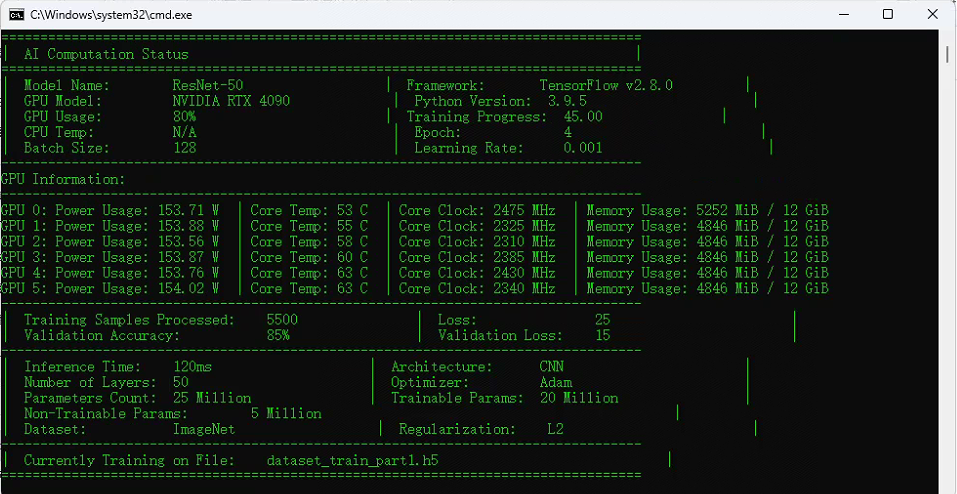 C:\Windows\system32\cmd.exe
AI Computation Status
Model Name: ResNet-50 | Framework: TensorFlow v2.8.0
GPU Model: NVIDIA RTX 4090 | Python Version: 3.9.5
GPU Usage: 80% | Training Progress: 45.00
CPU Temp: N/A | Epoch: 4
Batch Size: 128 | Learning Rate: 0.001
GPU Information:
GPU 0: Power Usage: 153.71 W | Core Temp: 53 C | Core Clock: 2475 MHz | Memory Usage: 5252 MiB / 12 GiB
GPU 1: Power Usage: 153.88 W | Core Temp: 55 C | Core Clock: 2325 MHz | Memory Usage: 4846 MiB / 12 GiB
GPU 2: Power Usage: 153.56 W | Core Temp: 58 C | Core Clock: 2310 MHz | Memory Usage: 4846 MiB / 12 GiB
GPU 3: Power Usage: 153.87 W | Core Temp: 60 C | Core Clock: 2385 MHz | Memory Usage: 4846 MiB / 12 GiB
GPU 4: Power Usage: 153.76 W | Core Temp: 63 C | Core Clock: 2430 MHz | Memory Usage: 4846 MiB / 12 GiB
GPU 5: Power Usage: 154.02 W | Core Temp: 63 C | Core Clock: 2340 MHz | Memory Usage: 4846 MiB / 12 GiB
Training Samples Processed: 5500 | Loss: 25
Validation Accuracy: 85% | Validation Loss: 15
Inference Time: 120ms | Architecture: CNN
Number of Layers: 50 | Optimizer: Adam
Parameters Count: 25 Million | Trainable Params: 20 Million
Non-Trainable Params: 5 Million
Dataset: ImageNet | Regularization: L2
Currently Training on File: dataset_train_part1.h5